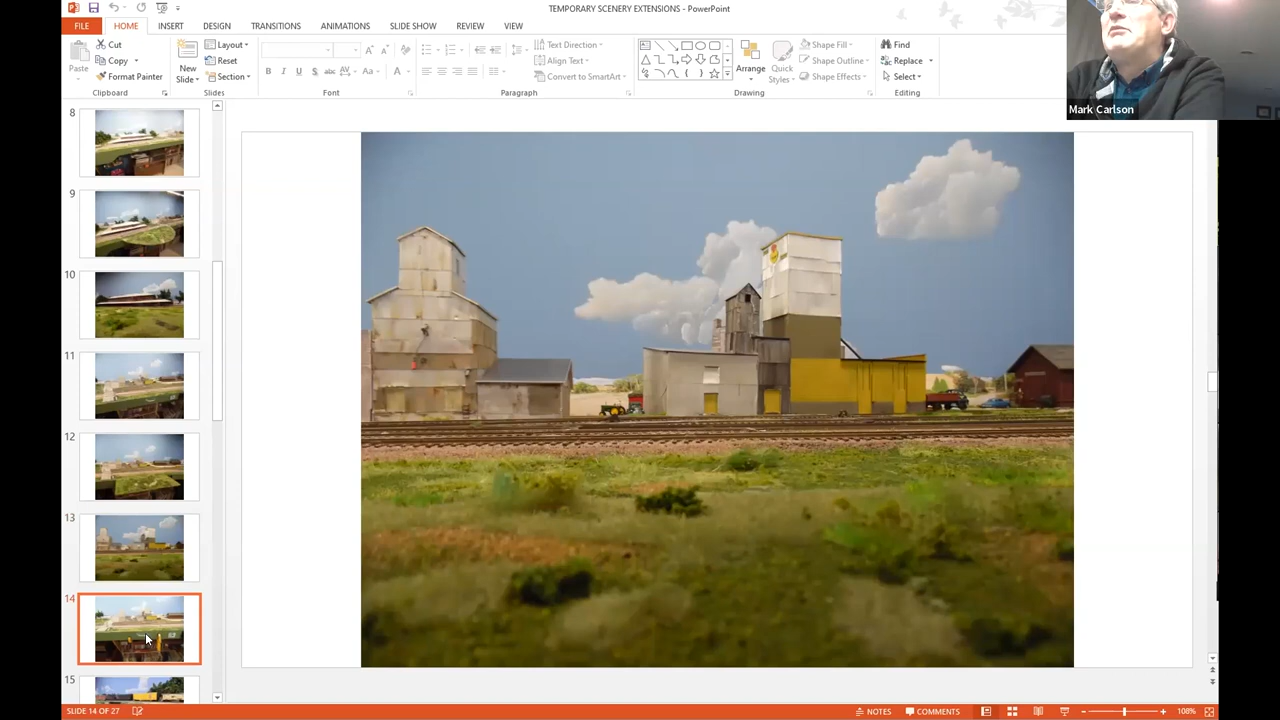 TEMPORARY SCENERY EXTENSIONS - PowerPoint
FILE HOME INSERT DESIGN TRANSITIONS ANIMATIONS SLIDE SHOW REVIEW VIEW
Paste
Cut
Copy
Format Painter
Clipboard
New
Slide
Layout
Reset
Section
Slides
B I U S abc AV Aa A
Font
Text Direction
Align Text
Convert to SmartArt
Paragraph
Arrange
Quick
Styles
Shape Fill
Shape Outline
Shape Effects
Drawing
Find
Replace
Select
Editing
Mark Carlson
8
9
10
11
12
13
14
15
SLIDE 14 OF 27
NOTES
COMMENTS
108%